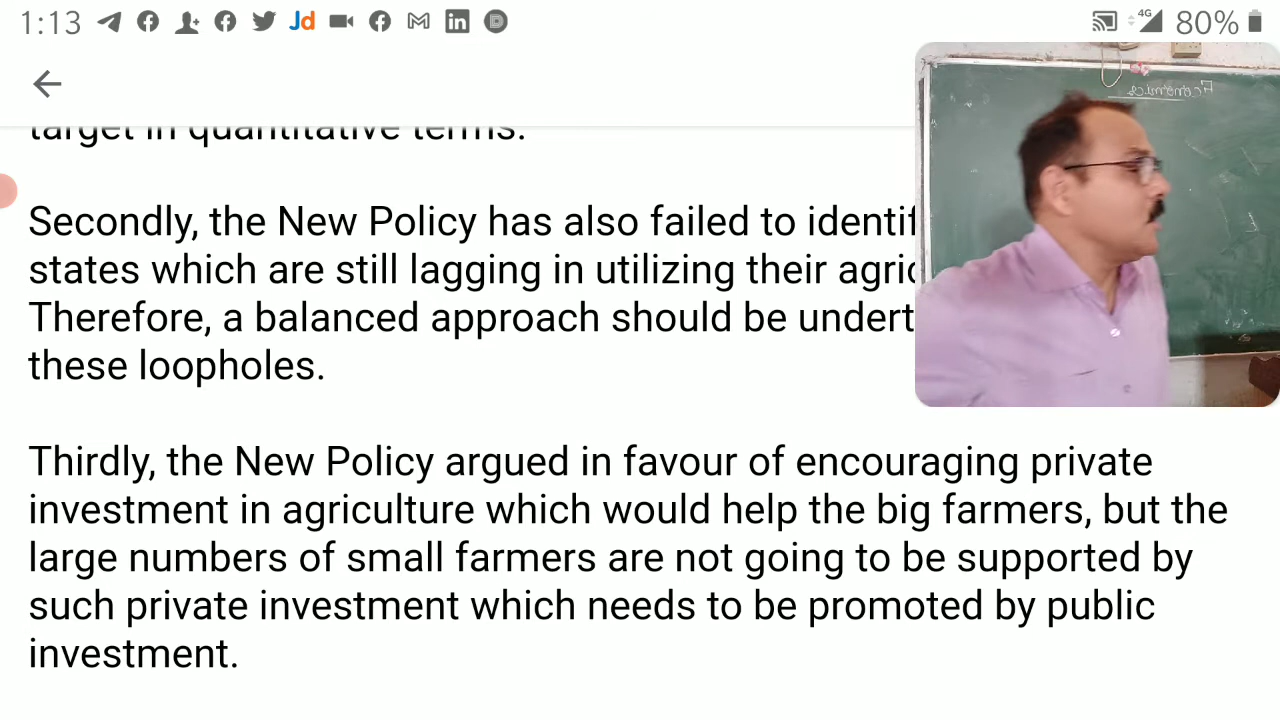 1:13 Jd 4G 80%
Economics
target in quantitative terms.
Secondly, the New Policy has also failed to
states which are still lagging in utilizing their
Therefore, a balanced approach should be
these loopholes.
Thirdly, the New Policy argued in favour of encouraging private
investment in agriculture which would help the big farmers, but the
large numbers of small farmers are not going to be supported by
such private investment which needs to be promoted by public
investment.